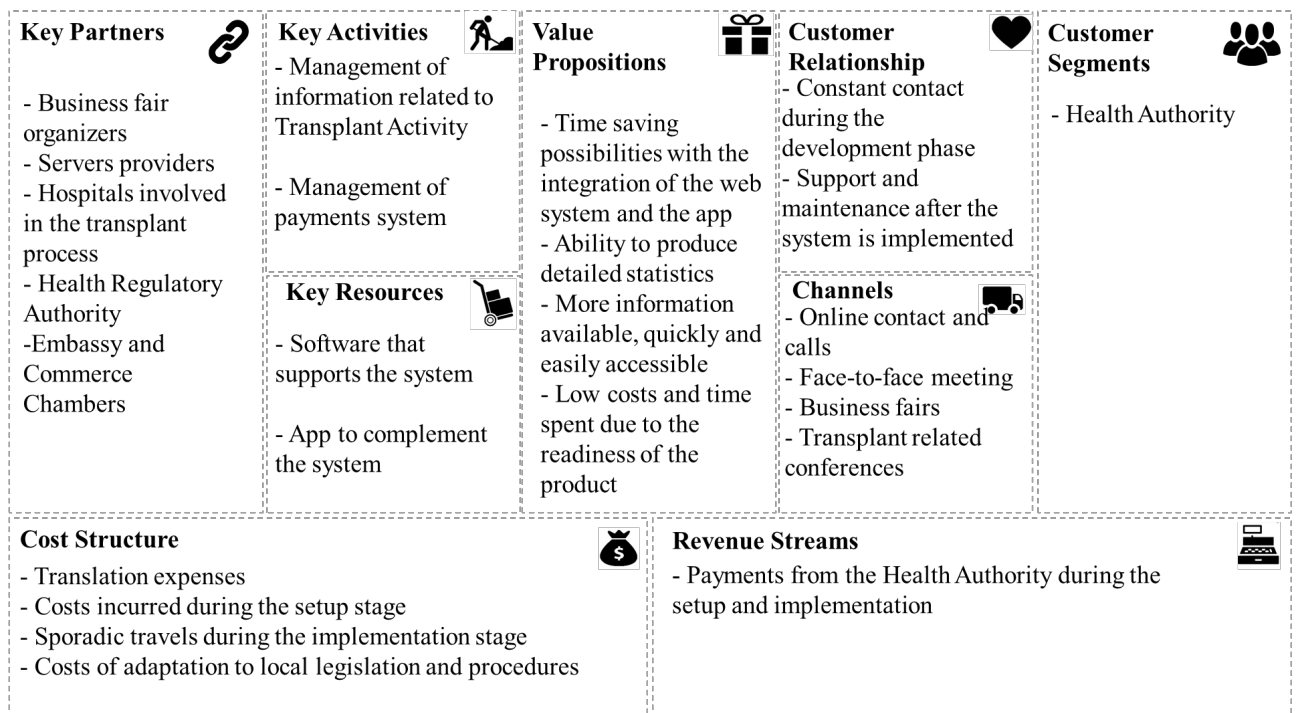 Key Partners
- Business fair
organizers
- Servers providers
- Hospitals involved
in the transplant
process
- Health Regulatory
Authority
-Embassy and
Commerce
Chambers
Key Activities
- Management of
information related to
Transplant Activity
- Management of
payments system
Key Resources
- Software that
supports the system
- App to complement
the system
Value
Propositions
- Time saving
possibilities with the
integration of the web
system and the app
- Ability to produce
detailed statistics
- More information
available, quickly and
easily accessible
- Low costs and time
spent due to the
readiness of the
product
Customer
Relationship
- Constant contact
during the
development phase
- Support and
maintenance after the
system is implemented
Channels
- Online contact and
calls
- Face-to-face meeting
- Business fairs
- Transplant related
conferences
Customer
Segments
- Health Authority
Cost Structure
$
- Translation expenses
- Costs incurred during the setup stage
- Sporadic travels during the implementation stage
- Costs of adaptation to local legislation and procedures
Revenue Streams
- Payments from the Health Authority during the
setup and implementation